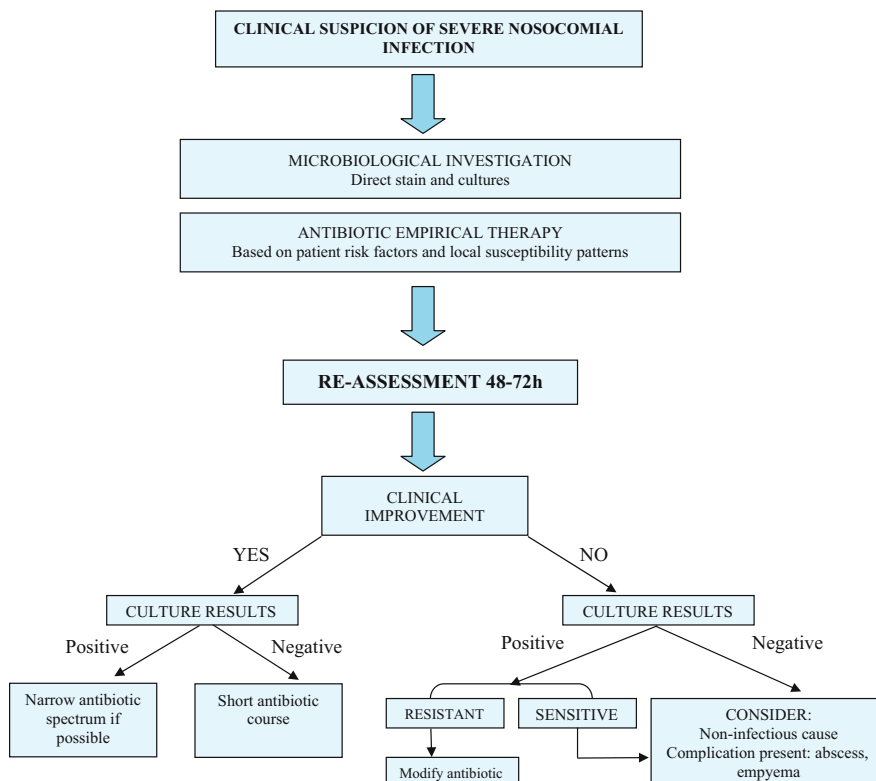 CLINICAL SUSPICION OF SEVERE NOSOCOMIAL
INFECTION
MICROBIOLOGICAL INVESTIGATION
Direct stain and cultures
ANTIBIOTIC EMPIRICAL THERAPY
Based on patient risk factors and local susceptibility patterns
RE-ASSESSMENT 48-72h
CLINICAL
IMPROVEMENT
YES
NO
CULTURE RESULTS
CULTURE RESULTS
Positive
Negative
Positive
Negative
Narrow antibiotic
spectrum if
possible
Short antibiotic
course
RESISTANT
SENSITIVE
CONSIDER:
Non-infectious cause
Complication present: abscess,
empyema
Modify antibiotic